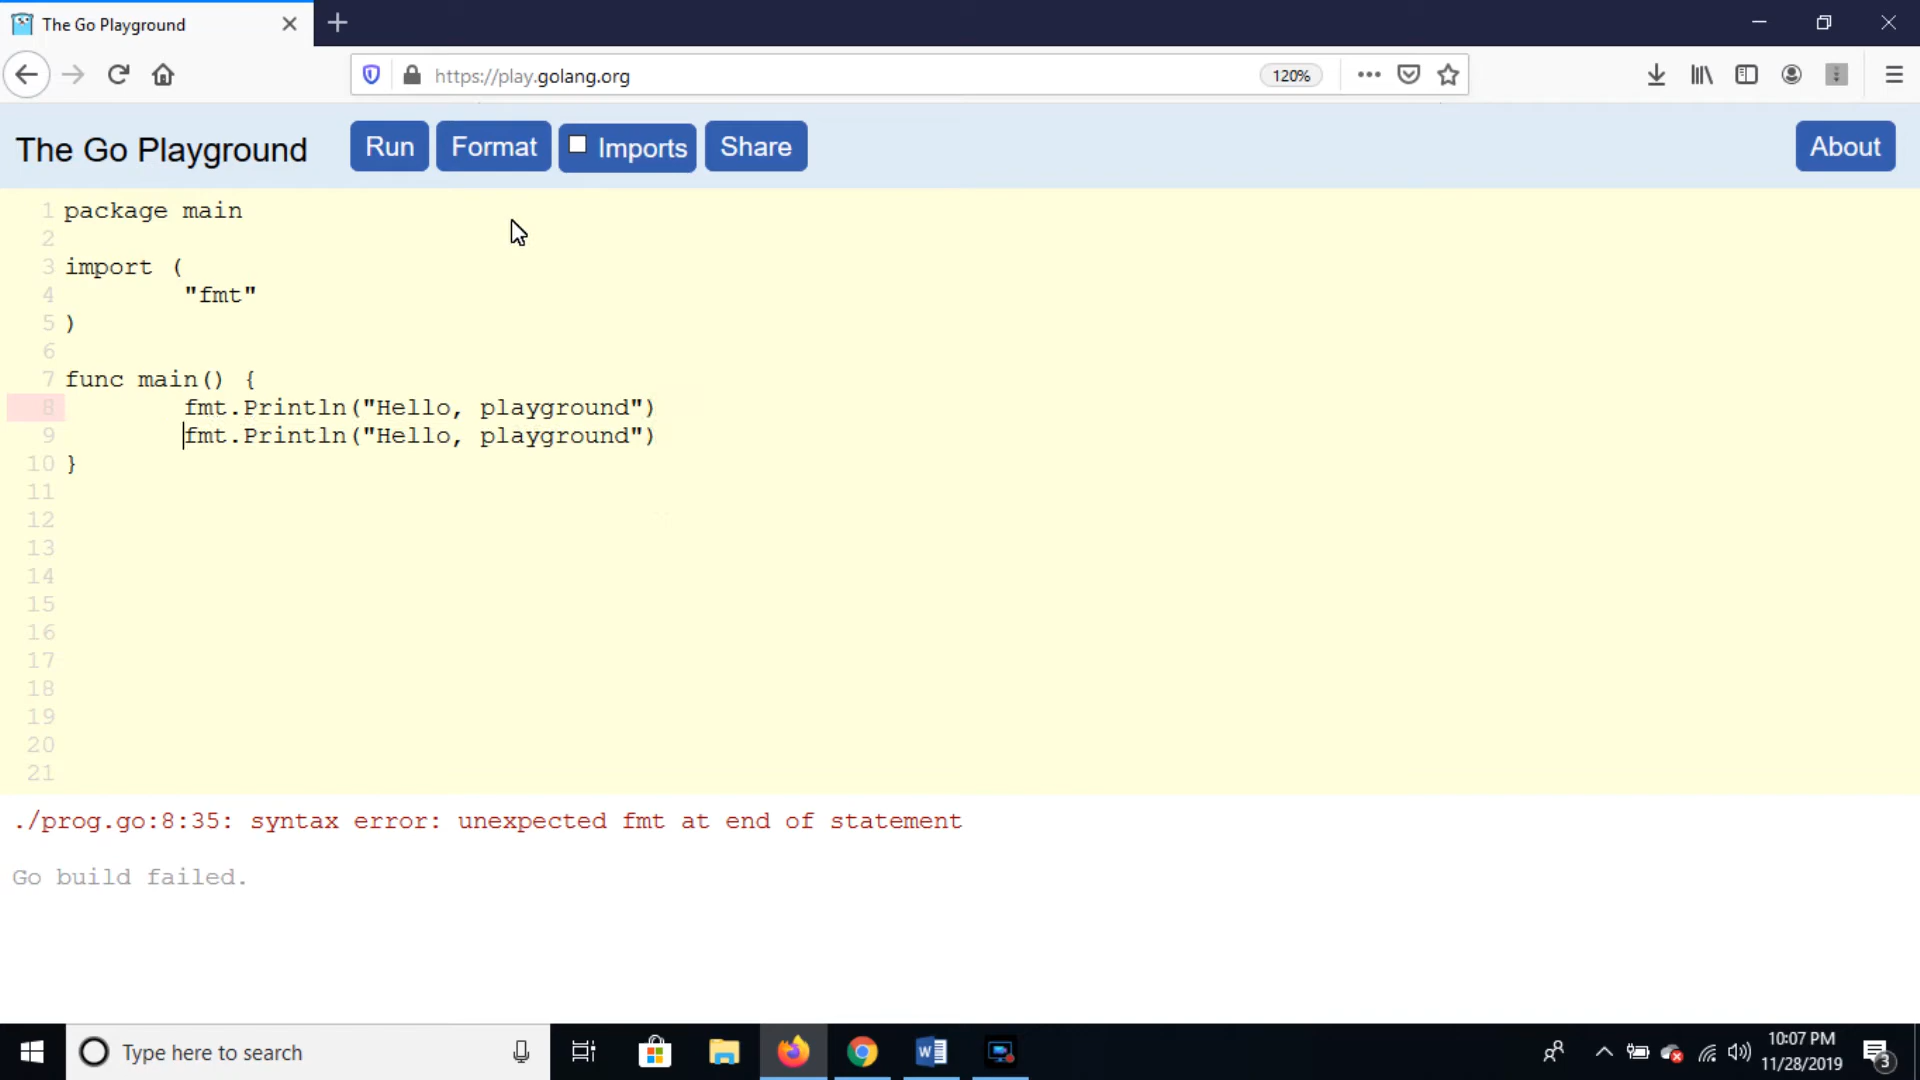 The Go Playground
https://play.golang.org
120%
The Go Playground
Run
Format
Imports
Share
About
1 package main
2
3 import (
4 "fmt"
5 )
6
7 func main() {
8 fmt.Println("Hello, playground")
9 fmt.Println("Hello, playground")
10 }
11
12
13
14
15
16
17
18
19
20
21
./prog.go:8:35: syntax error: unexpected fmt at end of statement
Go build failed.
Type here to search
10:07 PM
11/28/2019
3